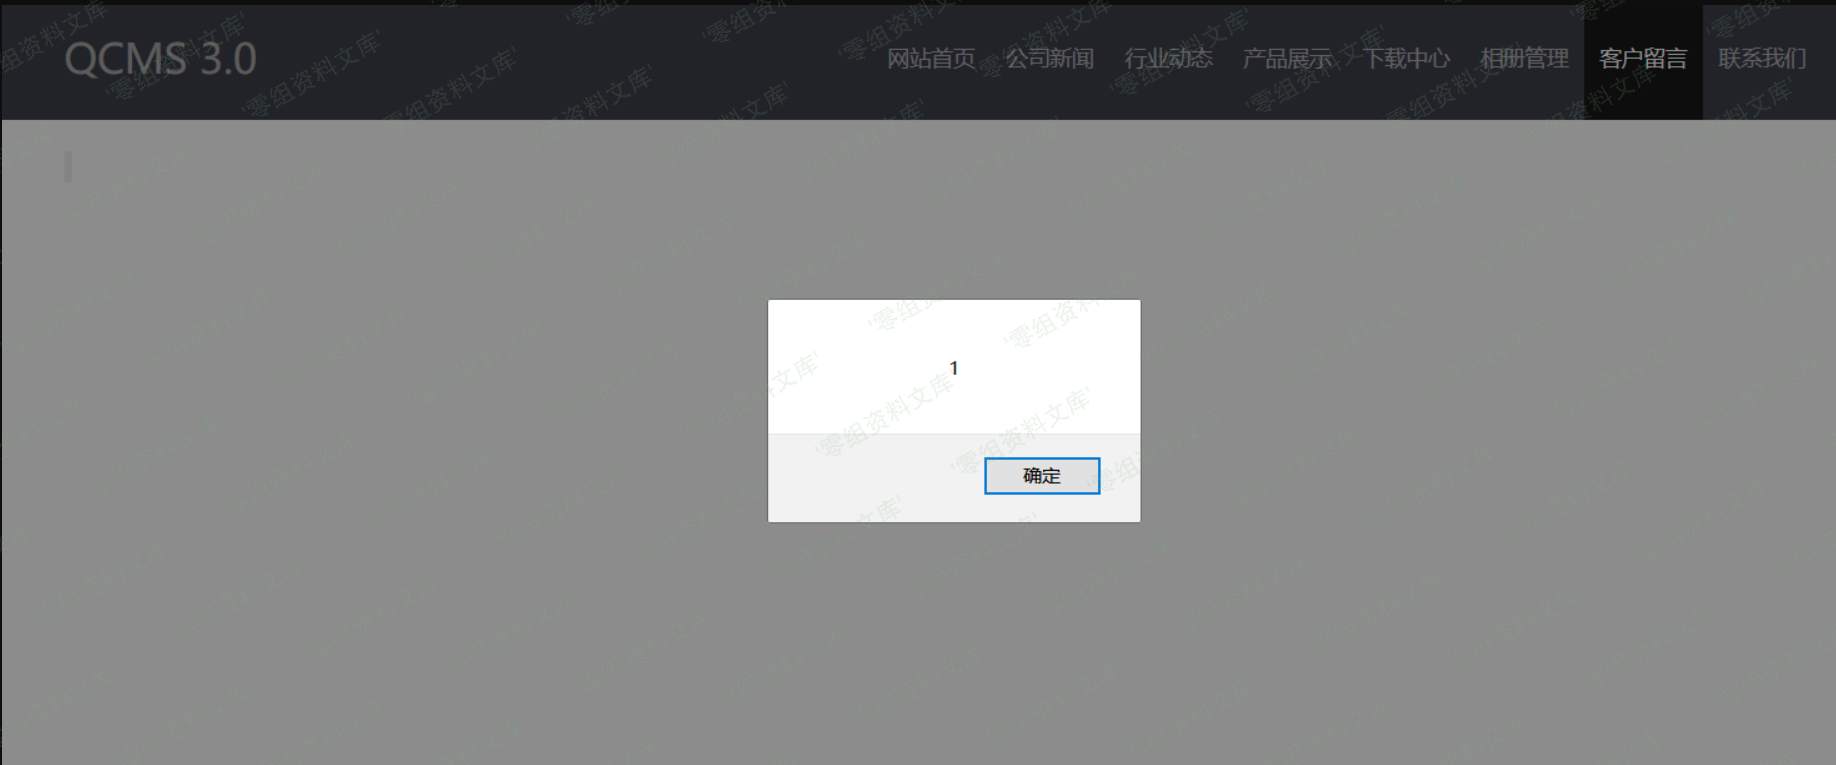 QCMS 3.0
网站首页 公司新闻 行业动态 产品展示 下载中心 相册管理 客户留言 联系我们
1
确定
'零组资料文库'